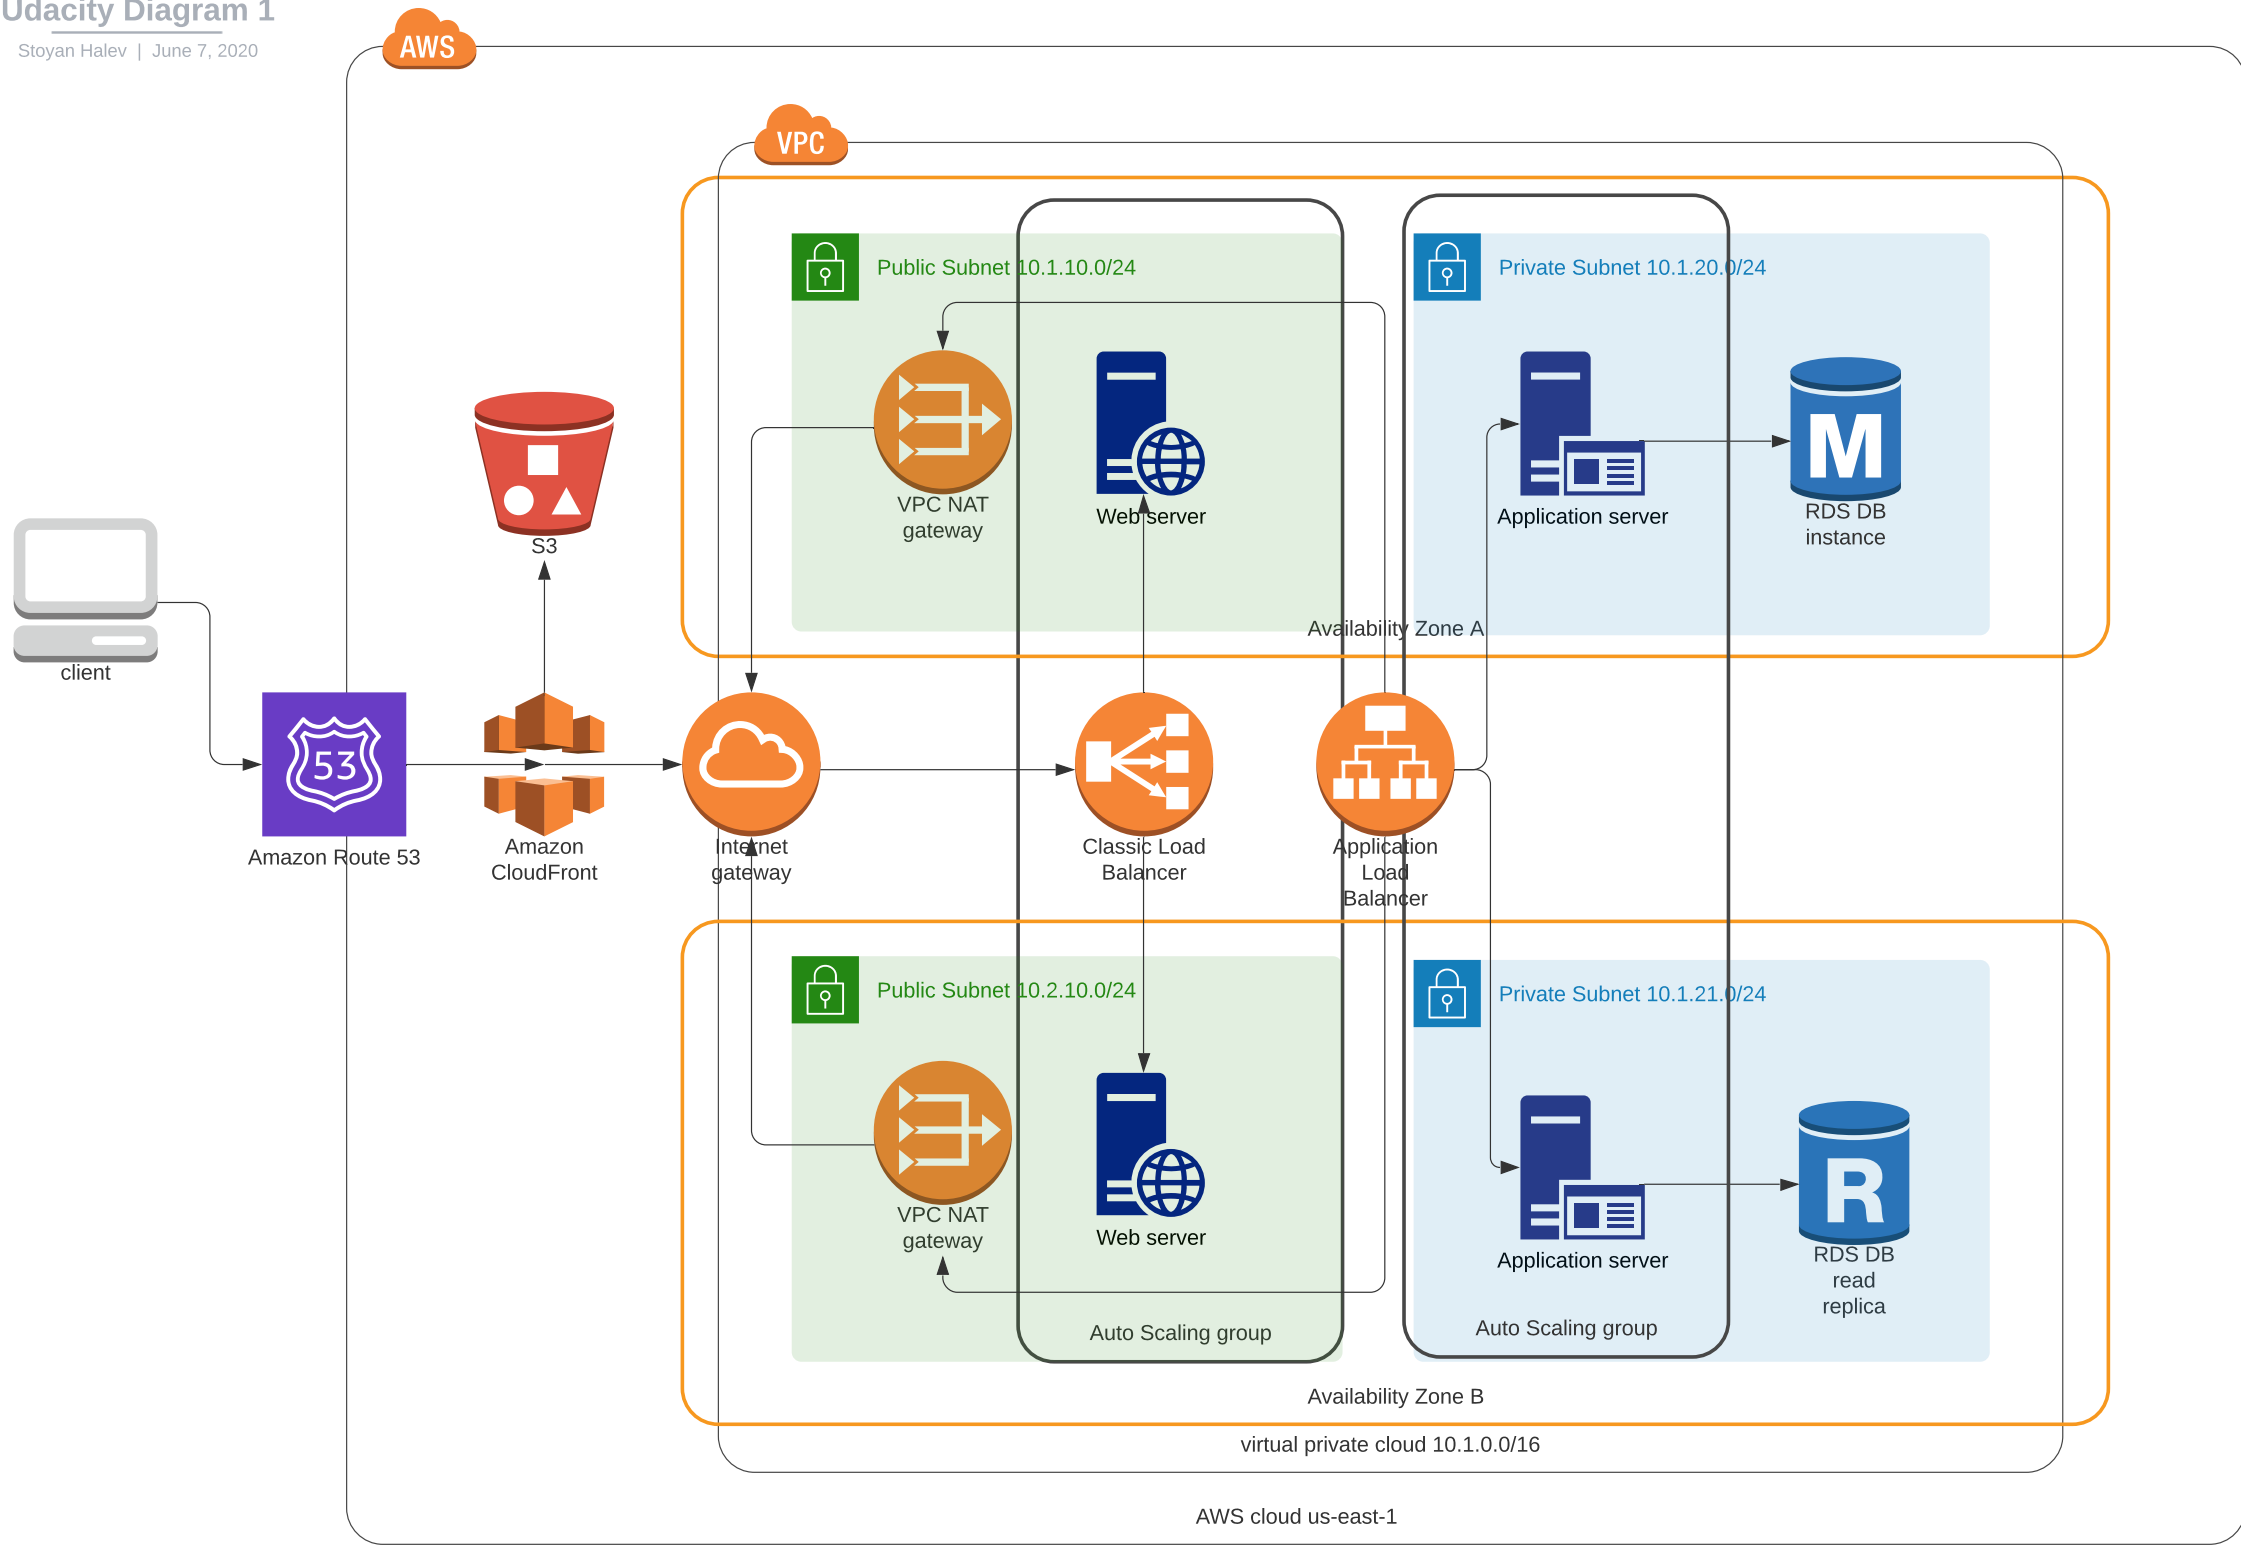 Udacity Diagram 1
Stoyan Halev | June 7, 2020
AWS
VPC
Public Subnet 10.1.10.0/24
Private Subnet 10.1.20.0/24
VPC NAT
gateway
Web server
Application server
M
RDS DB
instance
S3
client
Availability Zone A
53
Amazon Route 53
Amazon
CloudFront
Internet
gateway
Classic Load
Balancer
Application
Load
Balancer
Public Subnet 10.2.10.0/24
Private Subnet 10.1.21.0/24
VPC NAT
gateway
Web server
Application server
R
RDS DB
read
replica
Auto Scaling group
Auto Scaling group
Availability Zone B
virtual private cloud 10.1.0.0/16
AWS cloud us-east-1